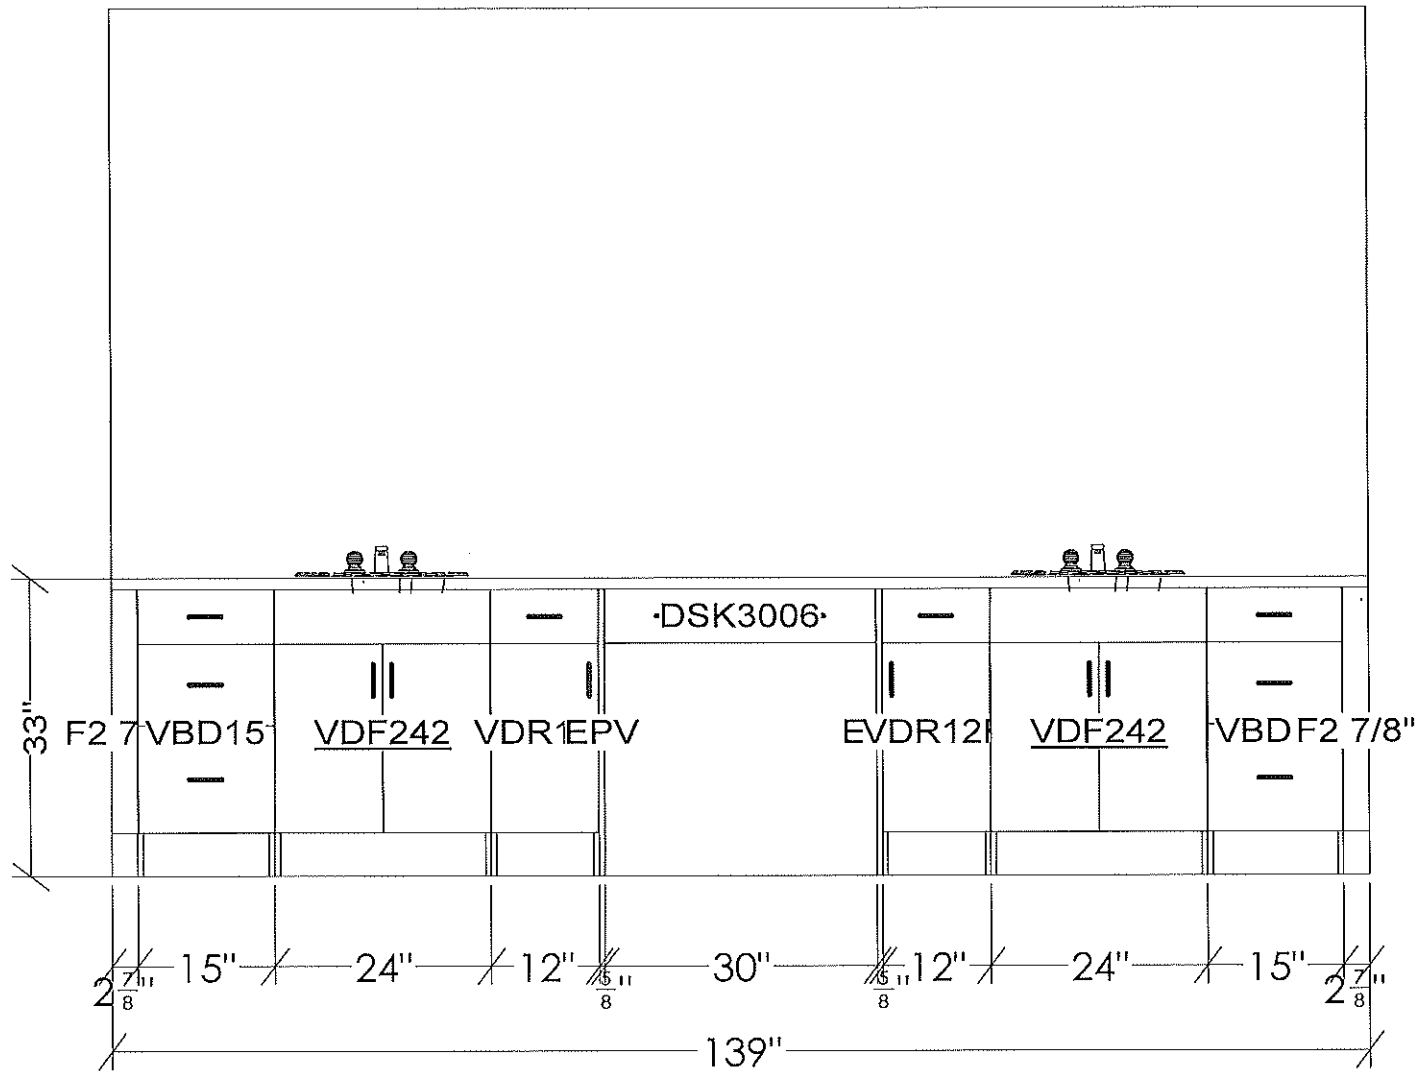 DSK3006
33"
F2 7 VBD15 VDF242 VDR1 EPV EVDR12 VDF242 VBD F2 7/8"
2 7/8" 15" 24" 12" 5/8" 30" 5/8" 12" 24" 15" 2 7/8"
139"